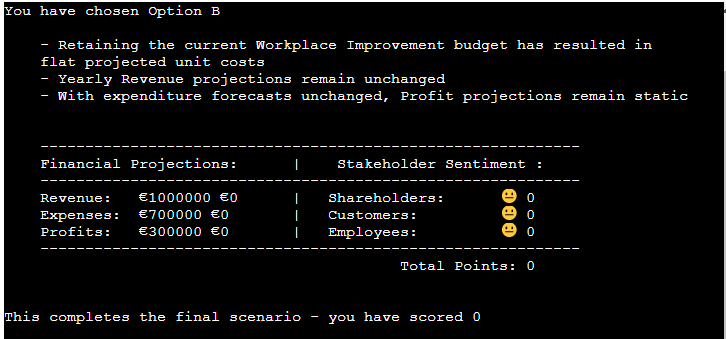 You have chosen Option B
- Retaining the current Workplace Improvement budget has resulted in
flat projected unit costs
- Yearly Revenue projections remain unchanged
- With expenditure forecasts unchanged, Profit projections remain static
------------------------------------------------------------
Financial Projections: | Stakeholder Sentiment :
------------------------------------------------------------
Revenue: €1000000 €0 | Shareholders: 😐 0
Expenses: €700000 €0 | Customers: 😐 0
Profits: €300000 €0 | Employees: 😐 0
------------------------------------------------------------
Total Points: 0
This completes the final scenario - you have scored 0